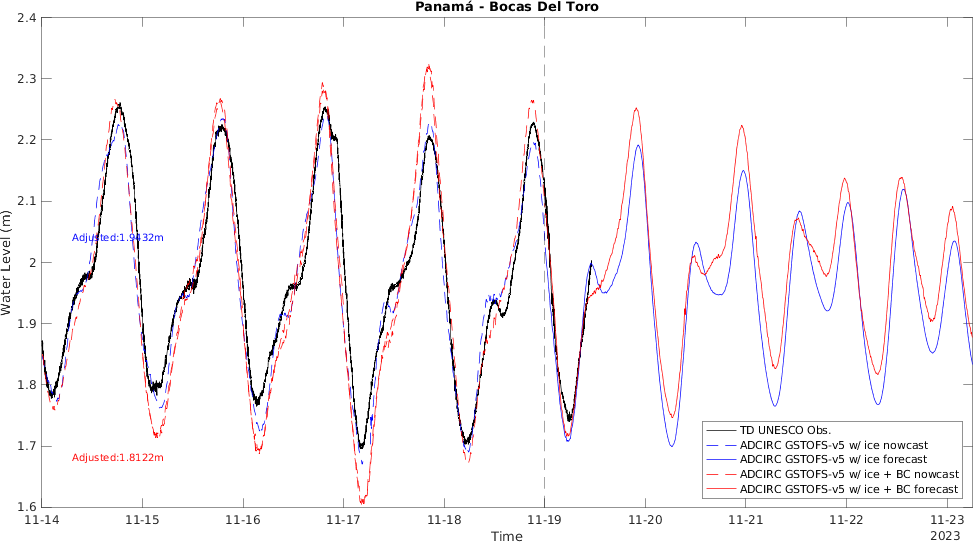 Panamá - Bocas Del Toro
Water Level (m)
2.4
2.3
2.2
2.1
2
1.9
1.8
1.7
1.6
Adjusted:1.9432m
Adjusted:1.8122m
TD UNESCO Obs.
ADCIRC GSTOFS-v5 w/ ice nowcast
ADCIRC GSTOFS-v5 w/ ice forecast
ADCIRC GSTOFS-v5 w/ ice + BC nowcast
ADCIRC GSTOFS-v5 w/ ice + BC forecast
11-14 11-15 11-16 11-17 11-18 11-19 11-20 11-21 11-22 11-23
Time
2023